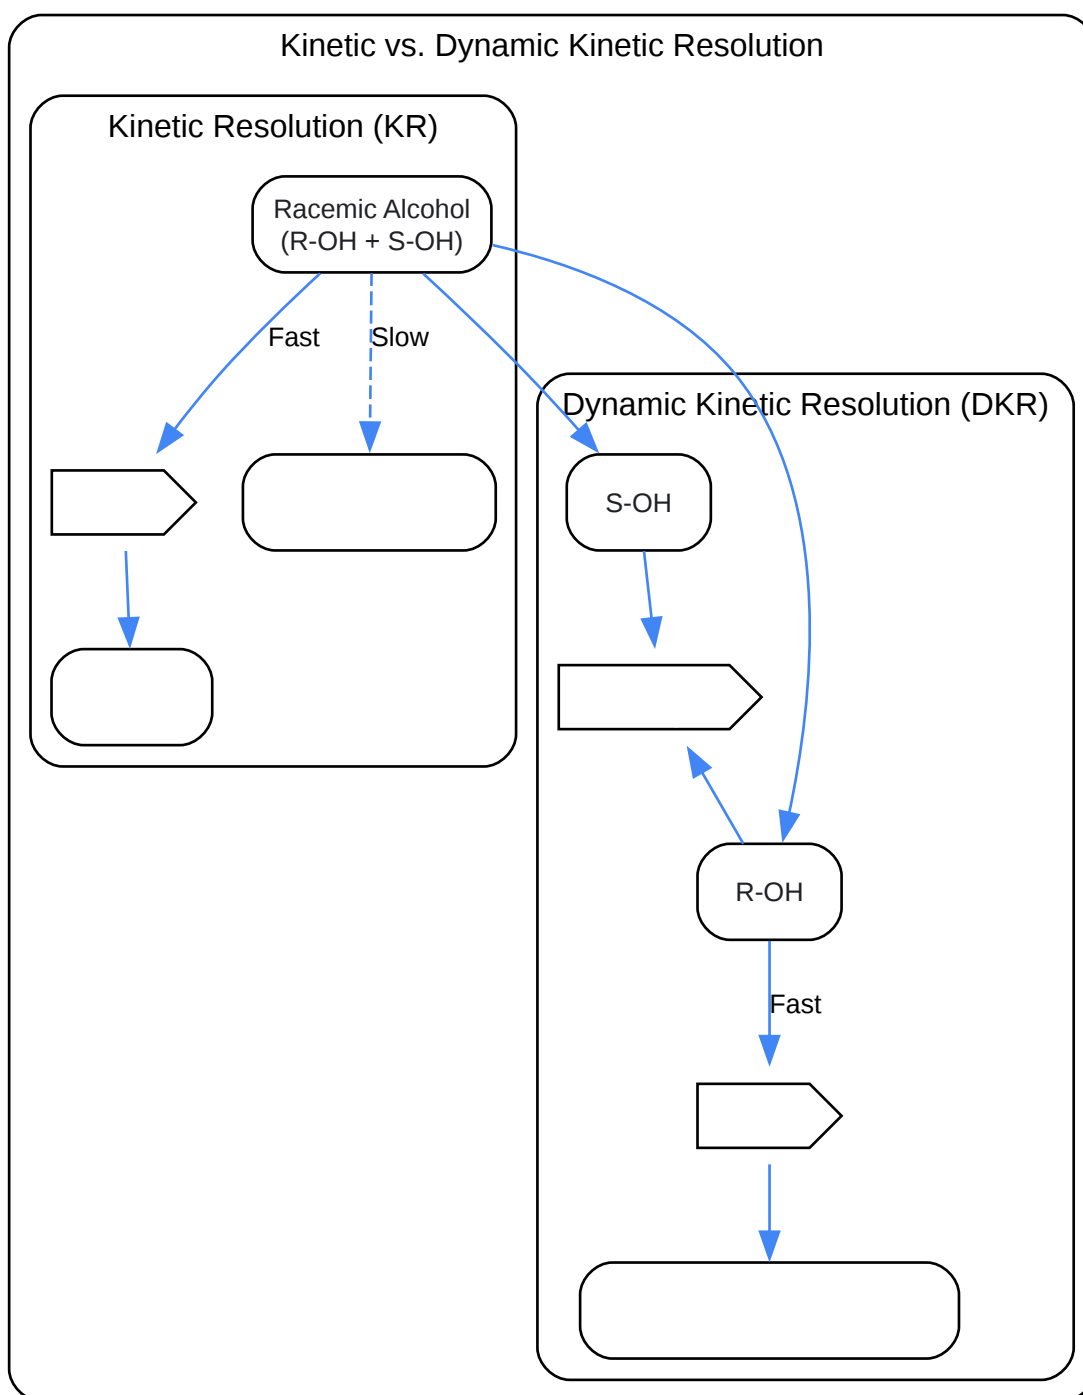 Kinetic vs. Dynamic Kinetic Resolution
Kinetic Resolution (KR)
Racemic Alcohol
(R-OH + S-OH)
Fast
Slow
Dynamic Kinetic Resolution (DKR)
S-OH
R-OH
Fast